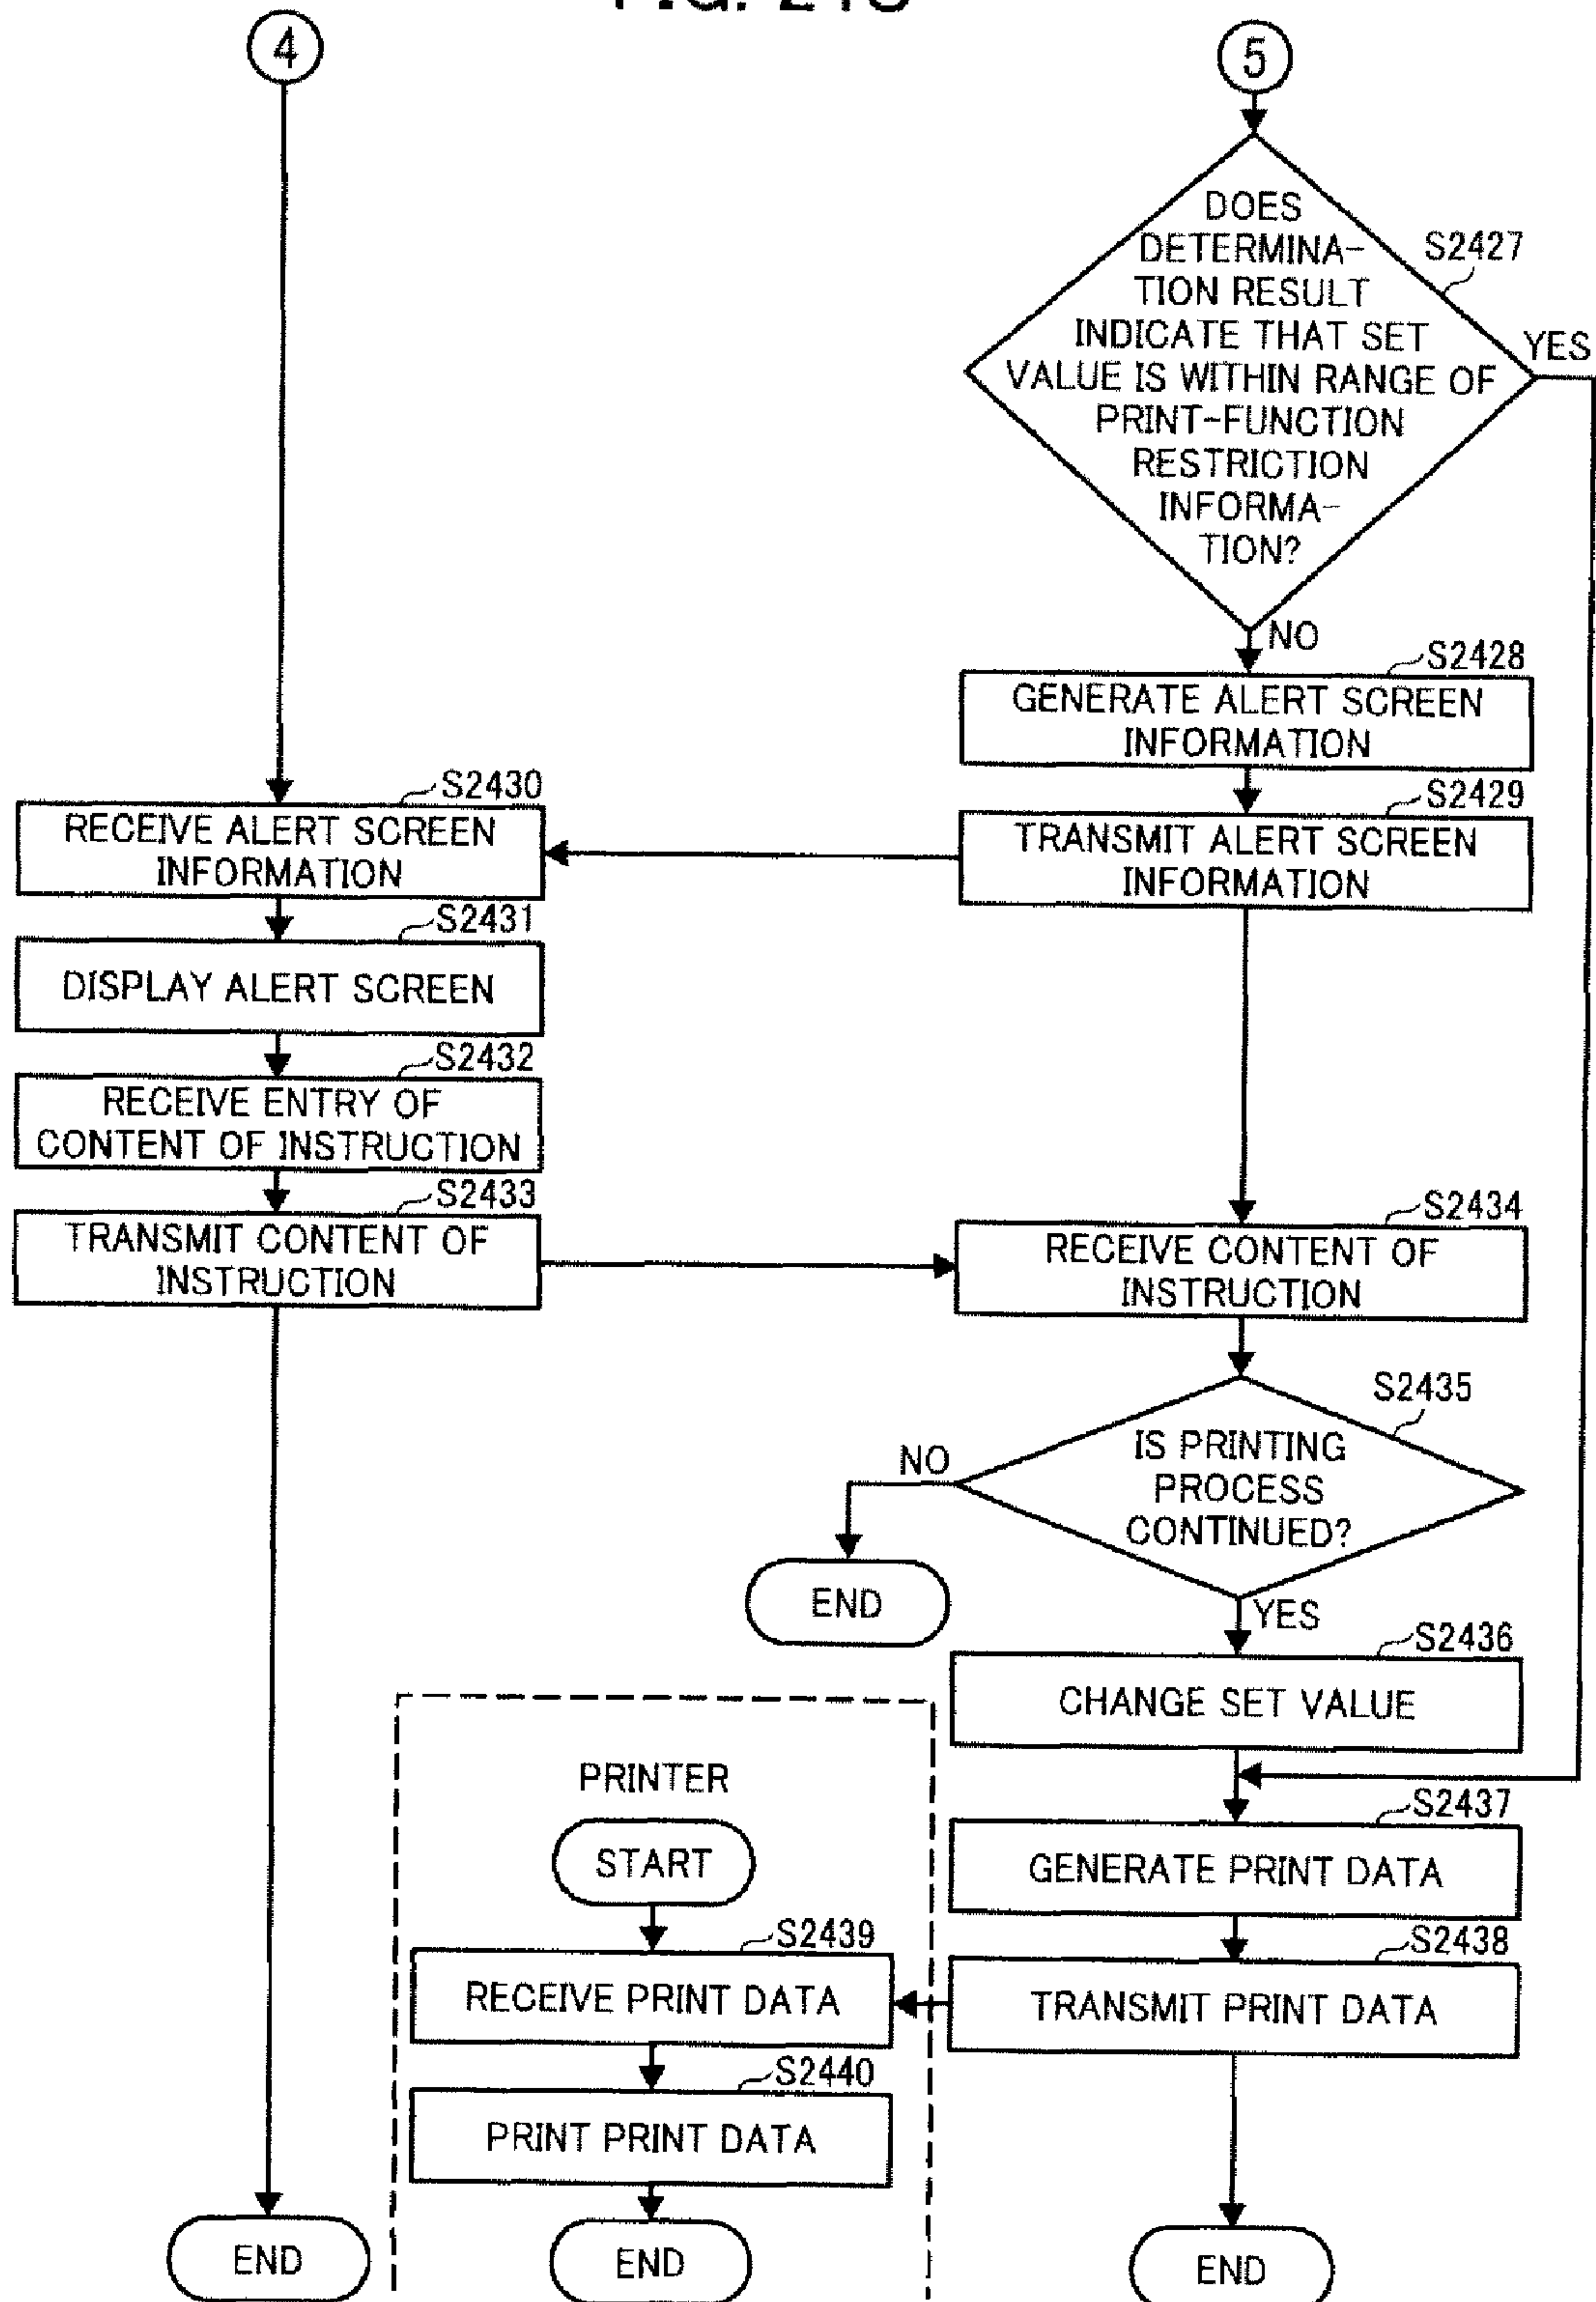 4
5
DOES
DETERMINA-
TION RESULT
INDICATE THAT SET
VALUE IS WITHIN RANGE OF
PRINT-FUNCTION
RESTRICTION
INFORMA-
TION?
S2427
YES
NO
S2428
GENERATE ALERT SCREEN
INFORMATION
S2430
RECEIVE ALERT SCREEN
INFORMATION
S2429
TRANSMIT ALERT SCREEN
INFORMATION
S2431
DISPLAY ALERT SCREEN
S2432
RECEIVE ENTRY OF
CONTENT OF INSTRUCTION
S2433
TRANSMIT CONTENT OF
INSTRUCTION
S2434
RECEIVE CONTENT OF
INSTRUCTION
S2435
IS PRINTING
PROCESS
CONTINUED?
NO
END
YES
S2436
CHANGE SET VALUE
PRINTER
START
S2437
GENERATE PRINT DATA
S2439
RECEIVE PRINT DATA
S2438
TRANSMIT PRINT DATA
S2440
PRINT PRINT DATA
END
END
END